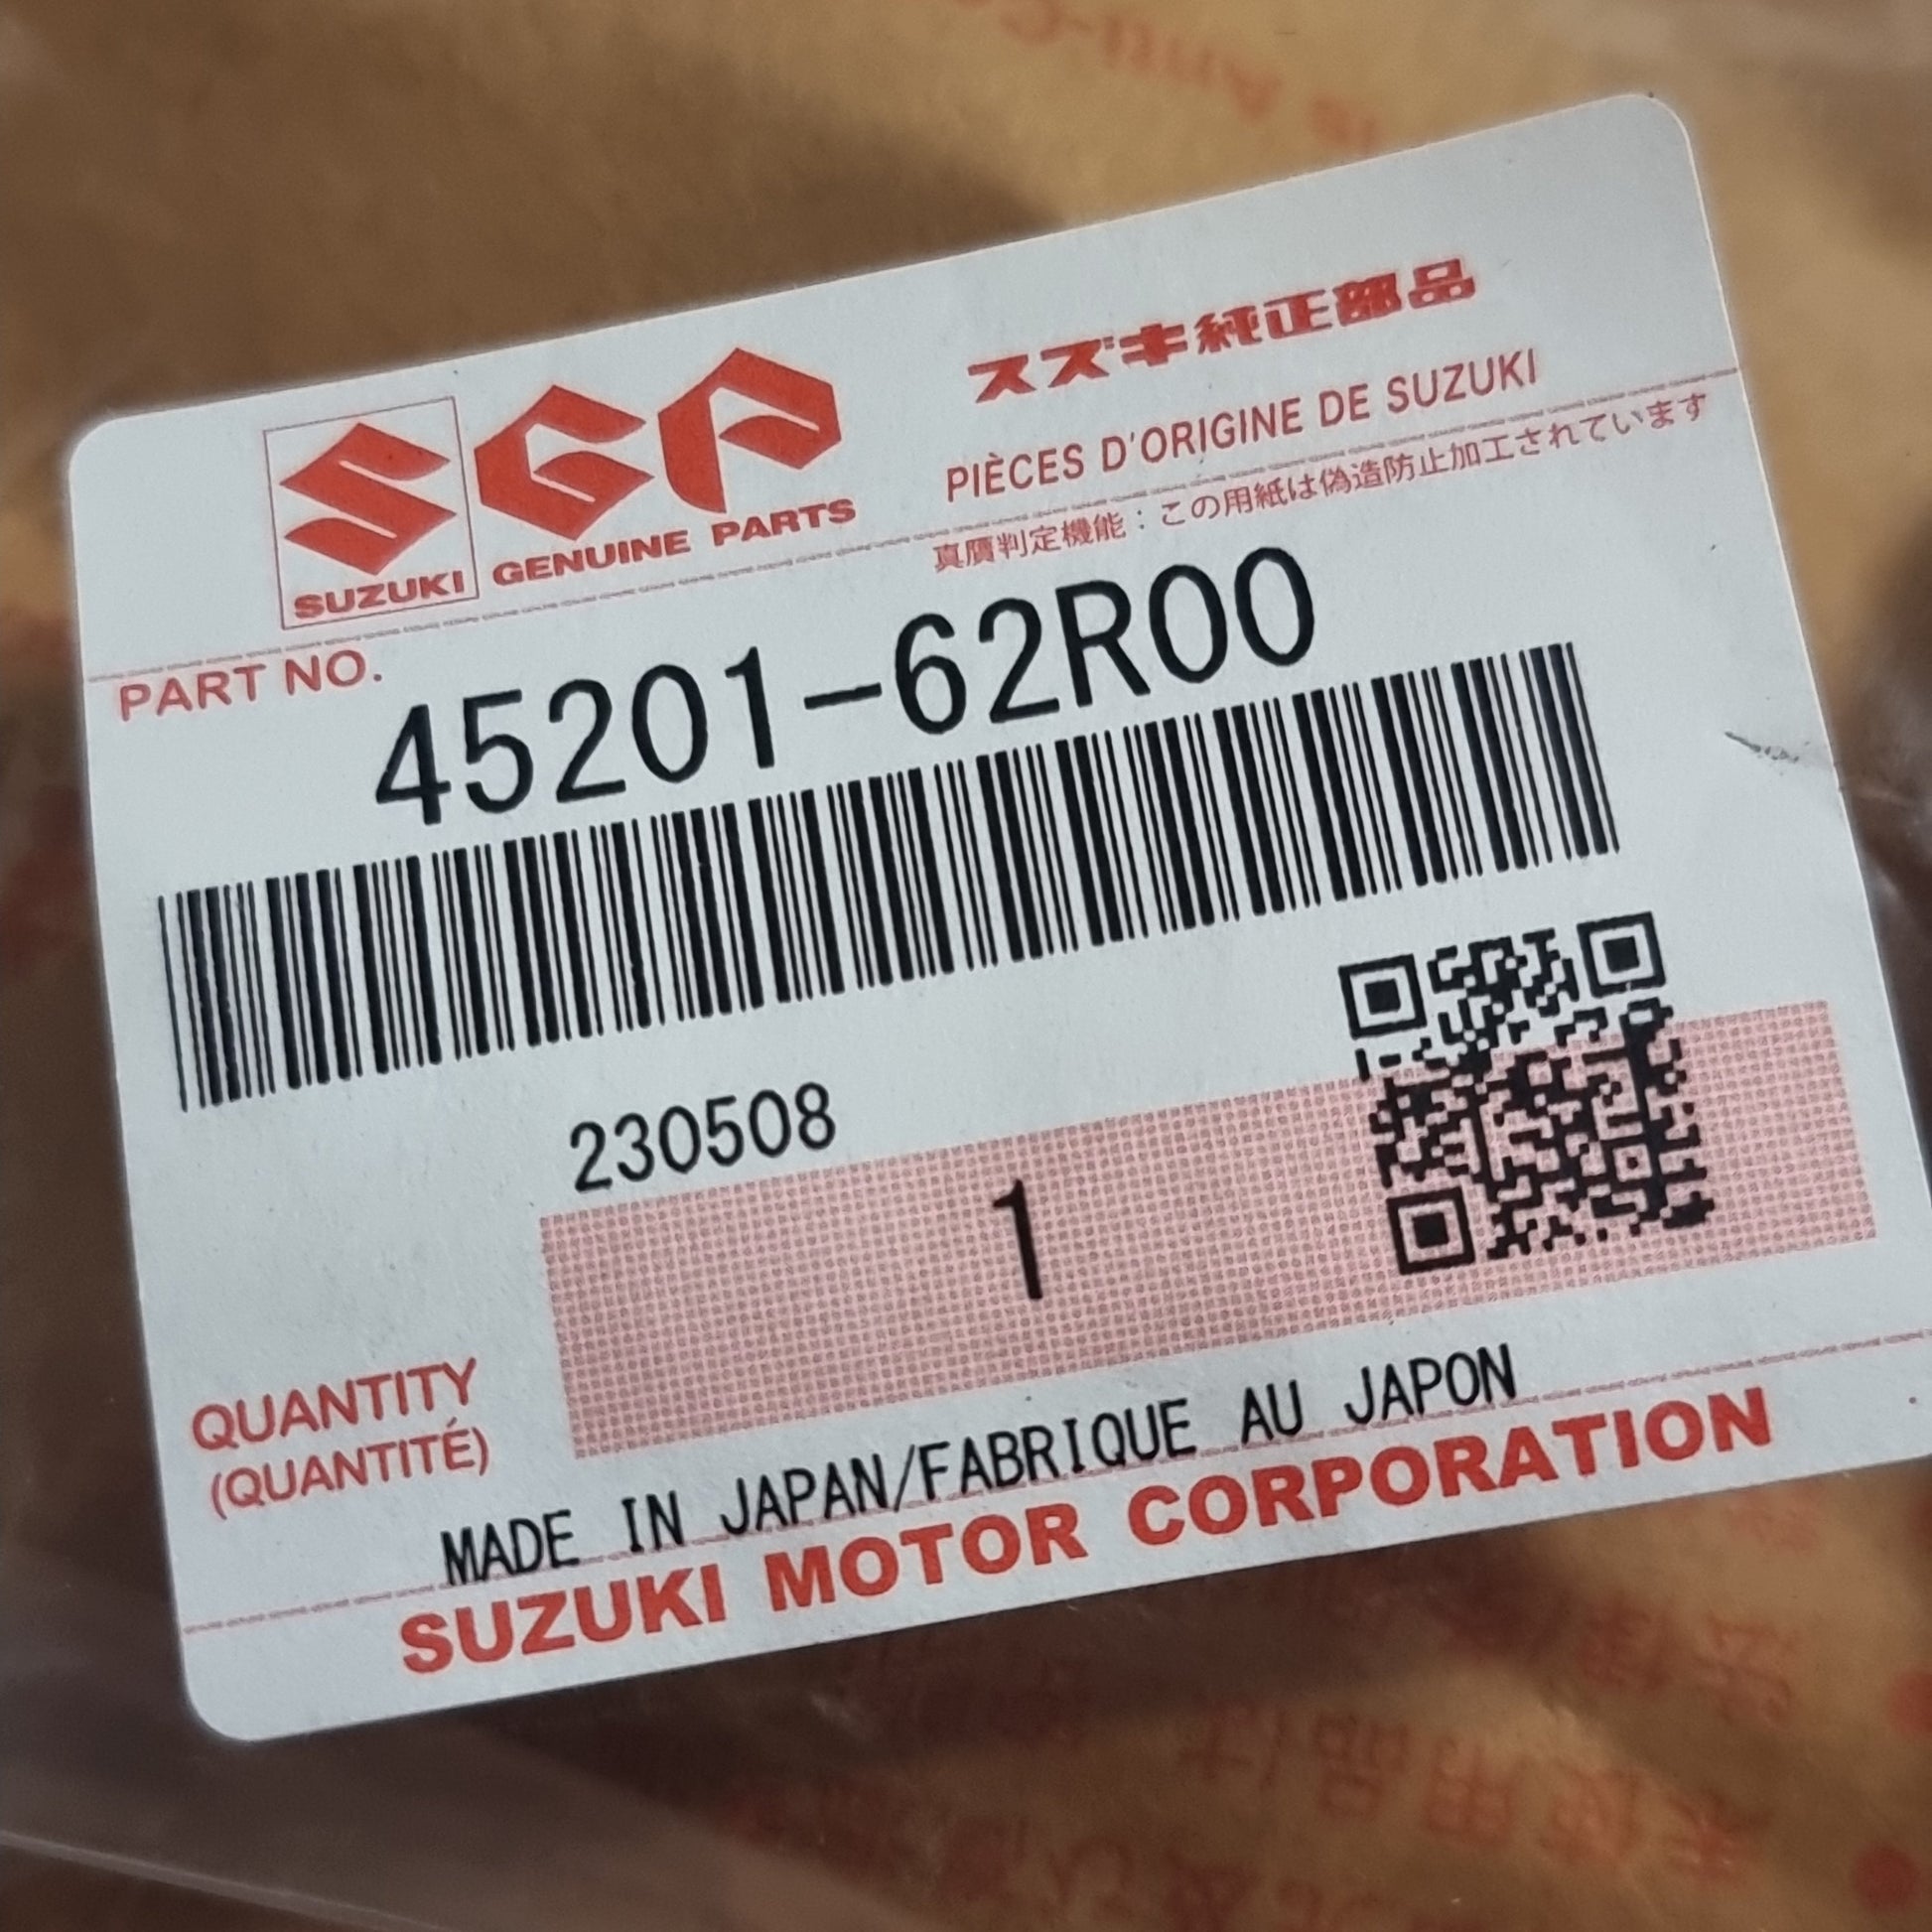 SGP
SUZUKI
GENUINE PARTS
スズキ純正部品
PIÈCES D'ORIGINE DE SUZUKI
真贋判定機能：この用紙は偽造防止加工されています
PART NO.
45201-62R00
230508
1
QUANTITY
(QUANTITÉ)
MADE IN JAPAN/FABRIQUE AU JAPON
SUZUKI MOTOR CORPORATION